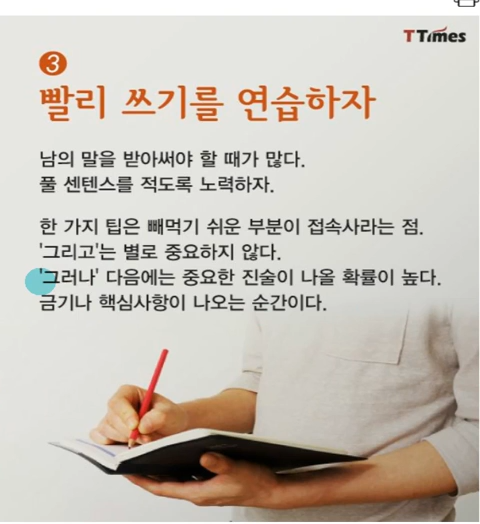 TTimes
3
빨리 쓰기를 연습하자
남의 말을 받아써야 할 때가 많다.
풀 센텐스를 적도록 노력하자.
한 가지 팁은 빼먹기 쉬운 부분이 접속사라는 점.
'그리고'는 별로 중요하지 않다.
'그러나' 다음에는 중요한 진술이 나올 확률이 높다.
금기나 핵심사항이 나오는 순간이다.